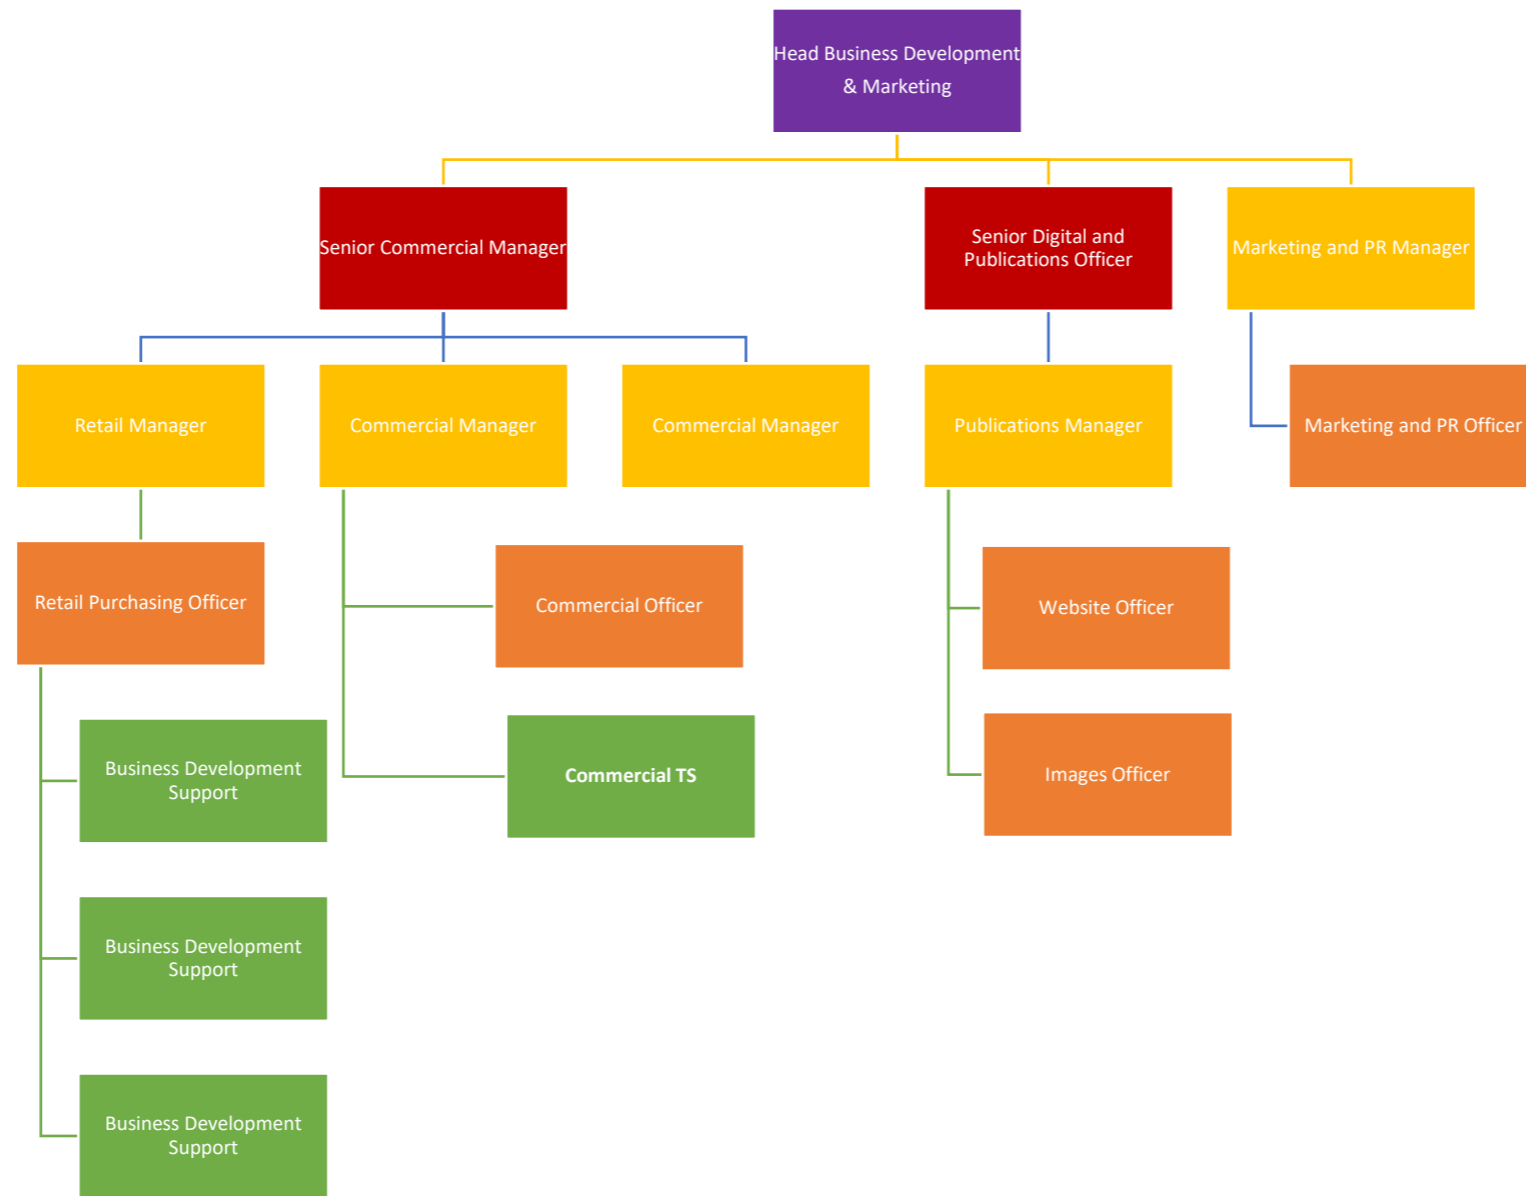 Head Business Development
& Marketing
Senior Commercial Manager
Senior Digital and
Publications Officer
Marketing and PR Manager
Retail Manager
Commercial Manager
Commercial Manager
Publications Manager
Marketing and PR Officer
Retail Purchasing Officer
Commercial Officer
Website Officer
Business Development
Support
Commercial TS
Images Officer
Business Development
Support
Business Development
Support